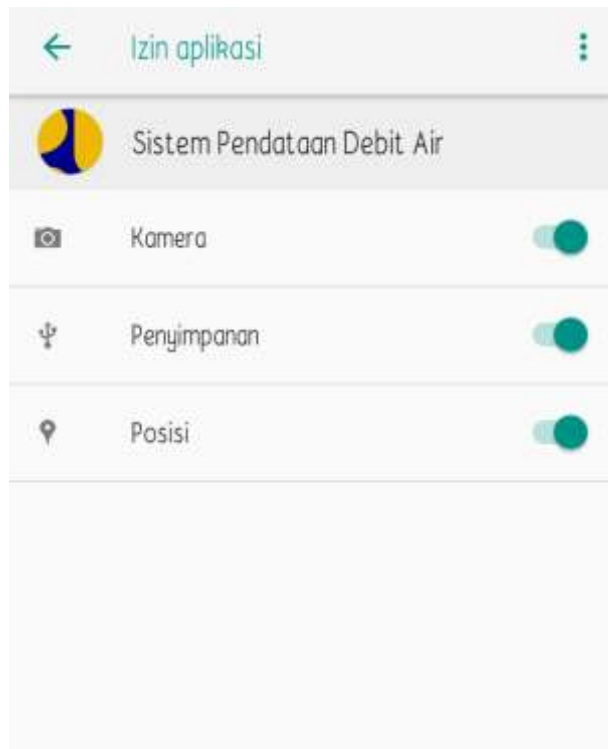 Izin aplikasi
Sistem Pendataan Debit Air
Kamera
Penyimpanan
Posisi